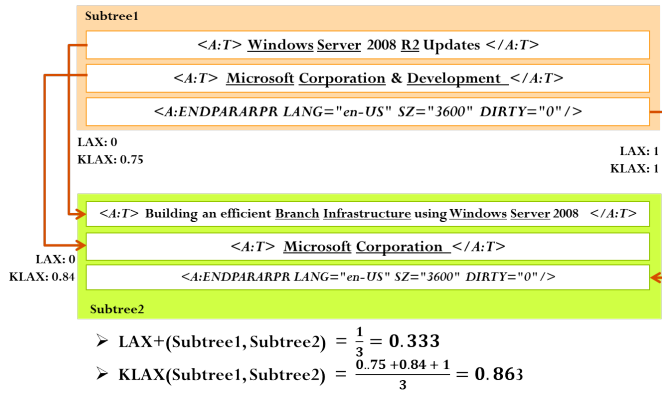 Subtree1
<A:T> Windows Server 2008 R2 Updates </A:T>
<A:T> Microsoft Corporation & Development </A:T>
<A:ENDPARARPR LANG="en-US" SZ="3600" DIRTY="0"/>
LAX: 0
KLAX: 0.75
LAX: 1
KLAX: 1
<A:T> Building an efficient Branch Infrastructure using Windows Server 2008 </A:T>
<A:T> Microsoft Corporation </A:T>
LAX: 0
KLAX: 0.84
<A:ENDPARARPR LANG="en-US" SZ="3600" DIRTY="0"/>
Subtree2
➢ LAX+(Subtree1, Subtree2) = 1/3 = 0.333
➢ KLAX(Subtree1, Subtree2) = 0..75 +0.84 + 1/3 = 0.863